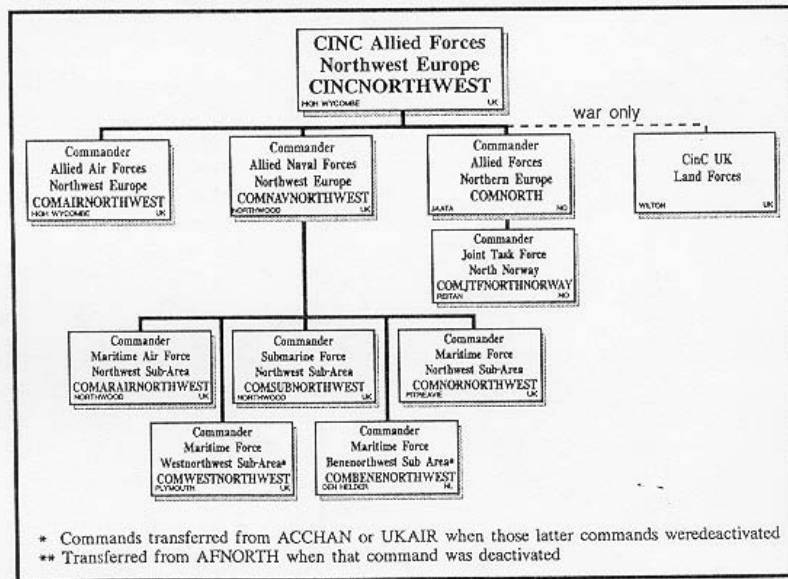 CINC Allied Forces
Northwest Europe
CINCNORTHWEST
HIGH WYCOMBE UK
war only
Commander
Allied Air Forces
Northwest Europe
COMAIRNORTHWEST
HIGH WYCOMBE UK
Commander
Allied Naval Forces
Northwest Europe
COMNAVNORTHWEST
NORTHWOOD UK
Commander
Allied Forces
Northern Europe
COMNORTH
JAATA NO
CinC UK
Land Forces
WILTON UK
Commander
Joint Task Force
North Norway
COMJTFNORTHNORWAY
REITAN NO
Commander
Maritime Air Force
Northwest Sub-Area
COMARAIRNORTHWEST
NORTHWOOD UK
Commander
Submarine Force
Northwest Sub-Area
COMSUBNORTHWEST
NORTHWOOD UK
Commander
Maritime Force
Northwest Sub-Area
COMNORNORTHWEST
PITREAVIE UK
Commander
Maritime Force
Westnorthwest Sub-Area*
COMWESTNORTHWEST
PLYMOUTH UK
Commander
Maritime Force
Benenorthwest Sub Area*
COMBENENORTHWEST
DEN HELDER NL
* Commands transferred from ACCHAN or UKAIR when those latter commands weredeactivated
** Transferred from AFNORTH when that command was deactivated